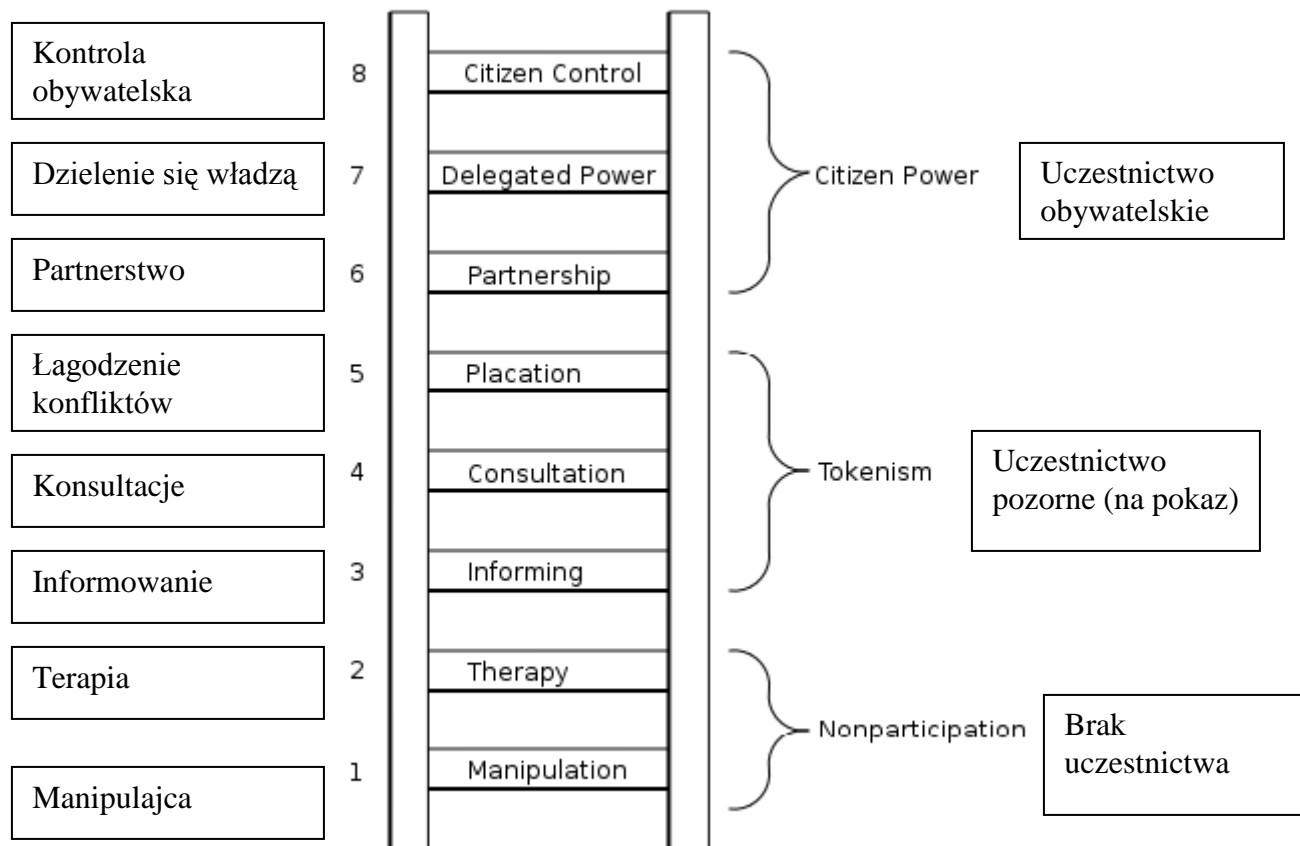 Kontrola
obywatelska
8
Citizen Control
Dzielenie się władzą
7
Delegated Power
Citizen Power
Uczestnictwo
obywatelskie
Partnerstwo
6
Partnership
Łagodzenie
konfliktów
5
Placation
Konsultacje
4
Consultation
Tokenism
Uczestnictwo
pozorne (na pokaz)
Informowanie
3
Informing
Terapia
2
Therapy
Nonparticipation
Brak
uczestnictwa
Manipulajca
1
Manipulation